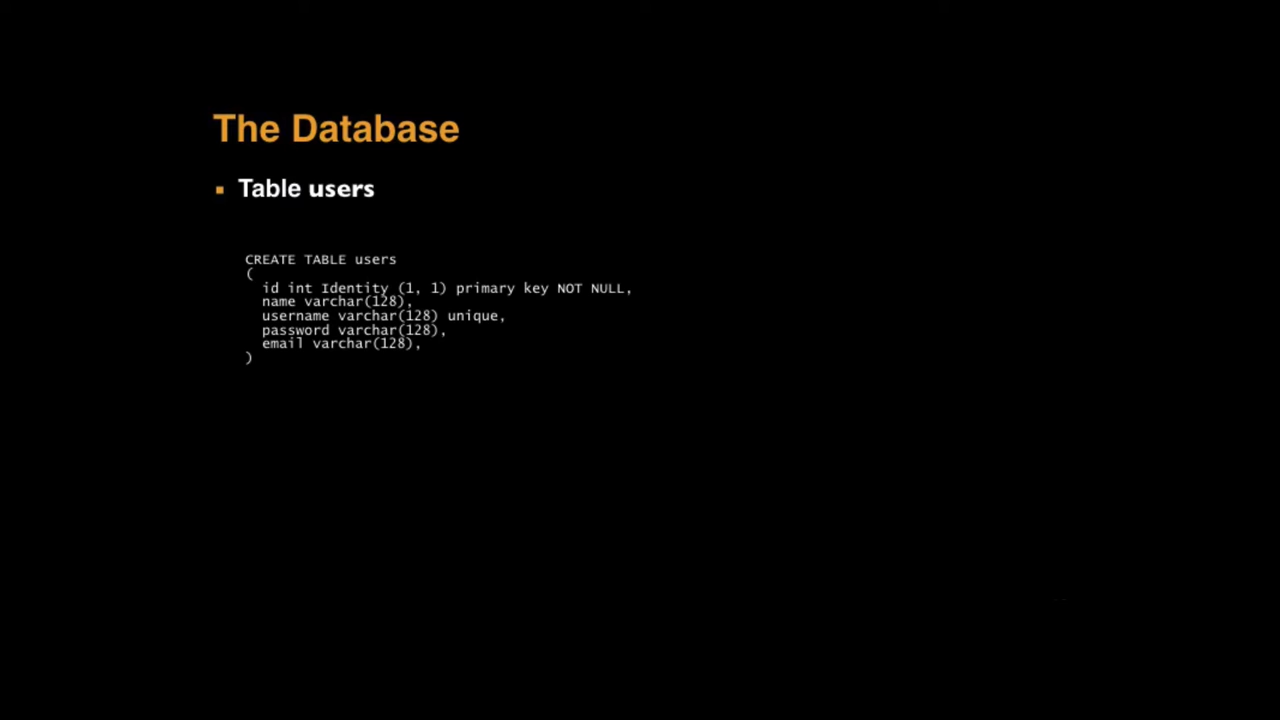 The Database
▪ Table users
CREATE TABLE users
(
id int Identity (1, 1) primary key NOT NULL,
name varchar(128),
username varchar(128) unique,
password varchar(128),
email varchar(128),
)